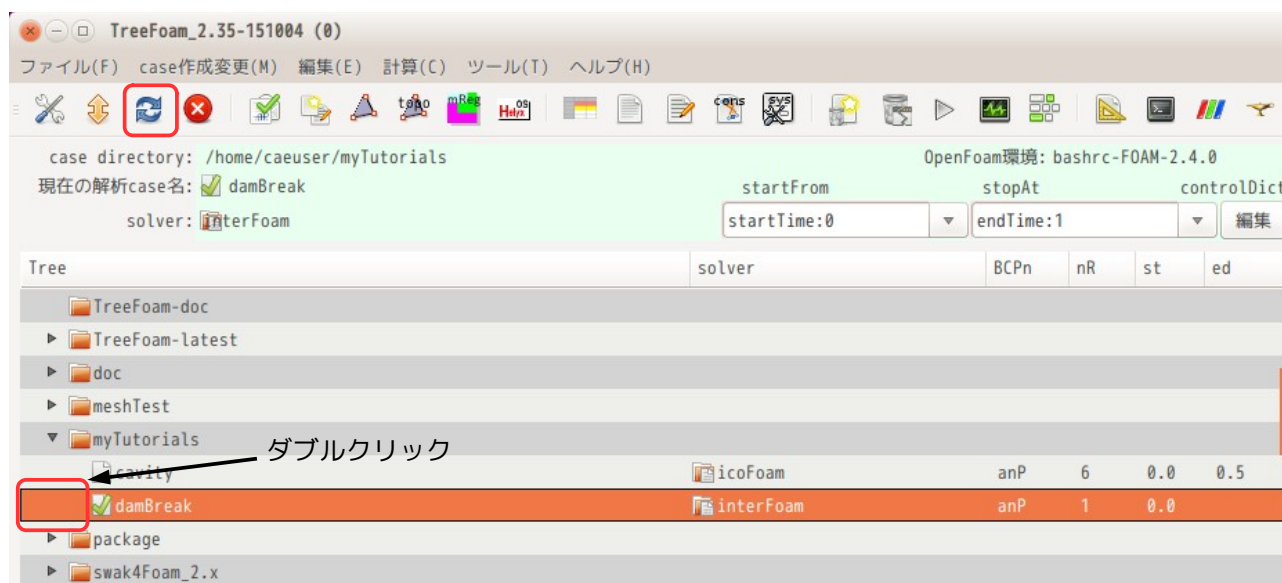 TreeFoam_2.35-151004 (0)
ファイル(F) case作成変更(M) 編集(E) 計算(C) ツール(T) ヘルプ(H)
topo mReg Helyx OS cons sys
case directory: /home/caeuser/myTutorials OpenFoam環境: bashrc-FOAM-2.4.0
現在の解析case名: damBreak startFrom stopAt controlDict
solver: interFoam startTime:0 endTime:1 編集
Tree solver BCPn nR st ed
TreeFoam-doc
TreeFoam-latest
doc
meshTest
myTutorials
ダブルクリック
cavity icoFoam anP 6 0.0 0.5
damBreak interFoam anP 1 0.0
package
swak4Foam_2.x